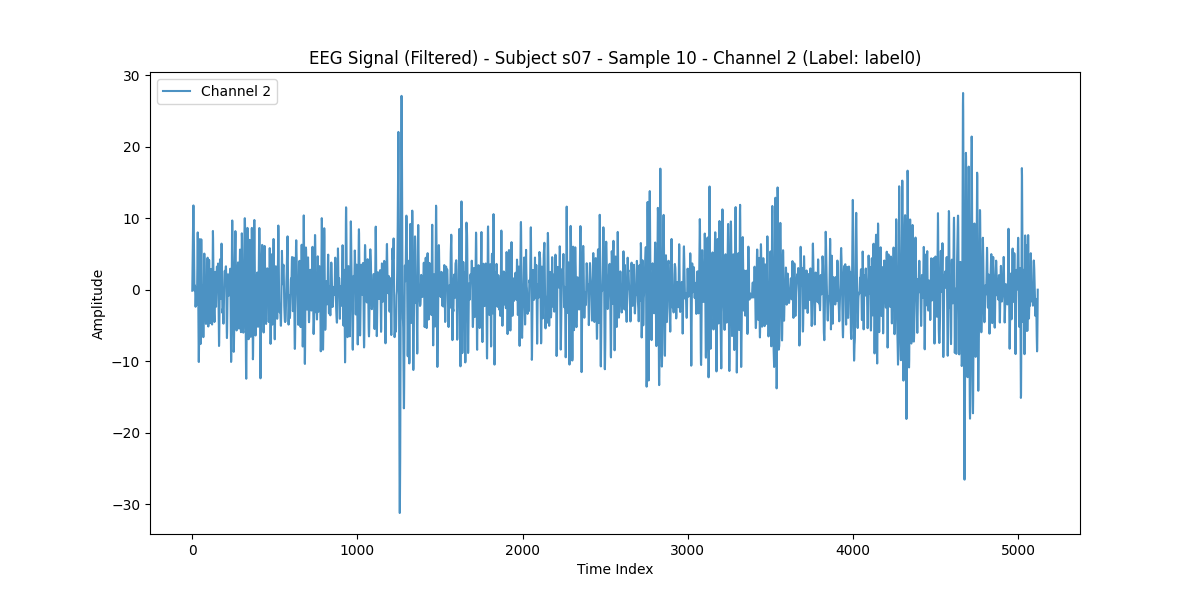 EEG Signal (Filtered) - Subject s07 - Sample 10 - Channel 2 (Label: label0)
Channel 2
30
20
10
0
−10
−20
−30
Amplitude
0 1000 2000 3000 4000 5000
Time Index